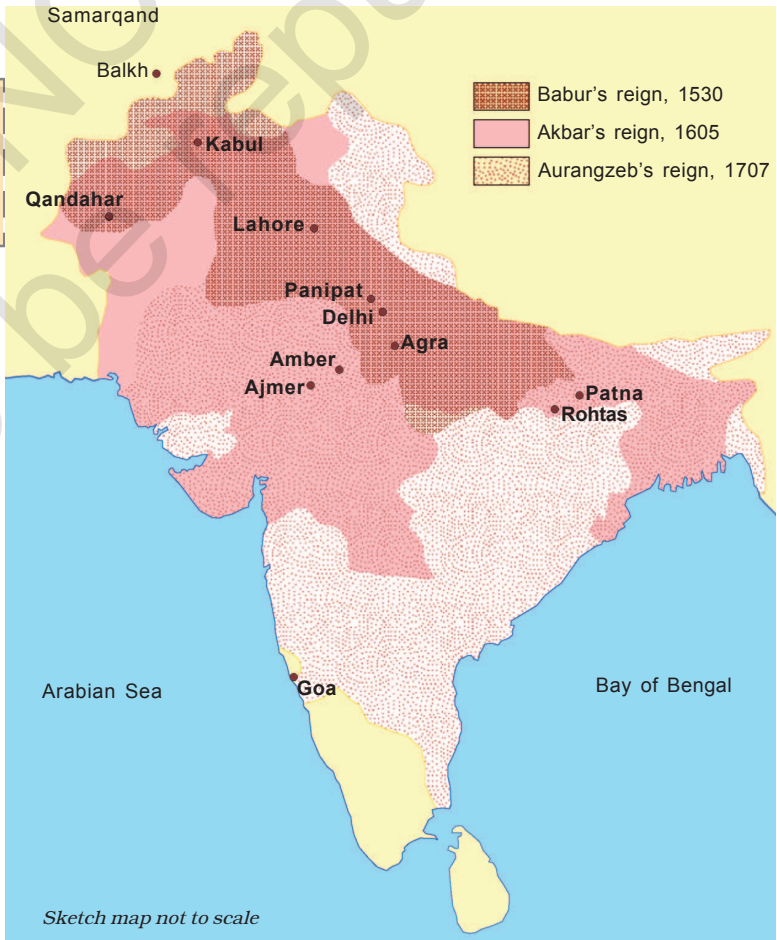 Samarqand
Balkh
Babur's reign, 1530
Akbar's reign, 1605
Aurangzeb's reign, 1707
Kabul
Qandahar
Lahore
Panipat
Delhi
Agra
Amber
Ajmer
Patna
Rohtas
Goa
Arabian Sea
Bay of Bengal
Sketch map not to scale